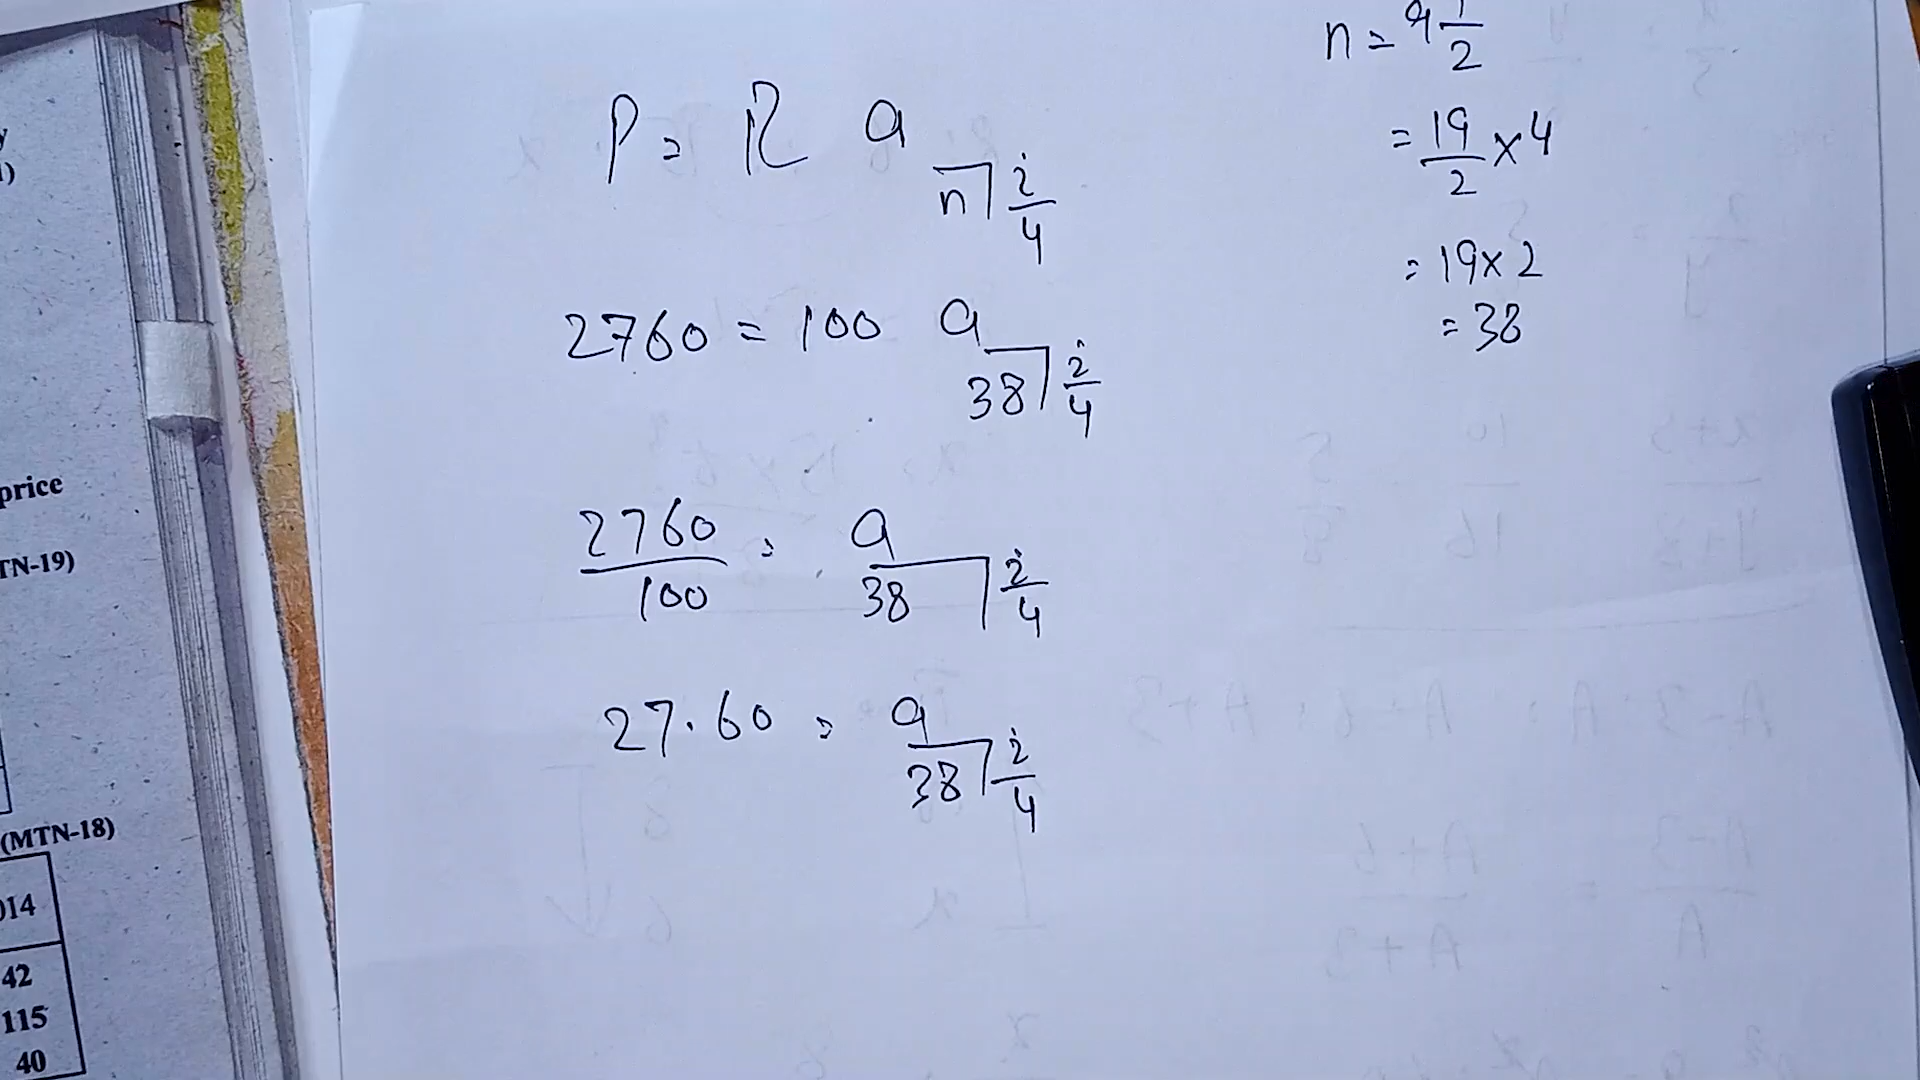 n = 9 1/2
= 19/2 x 4
= 19 x 2
= 38
P = R a n⌉ i/4
2760 = 100 a 38⌉ i/4
2760/100 = a 38⌉ i/4
27.60 = a 38⌉ i/4
price
TN-19)
(MTN-18)
014
42
115
40